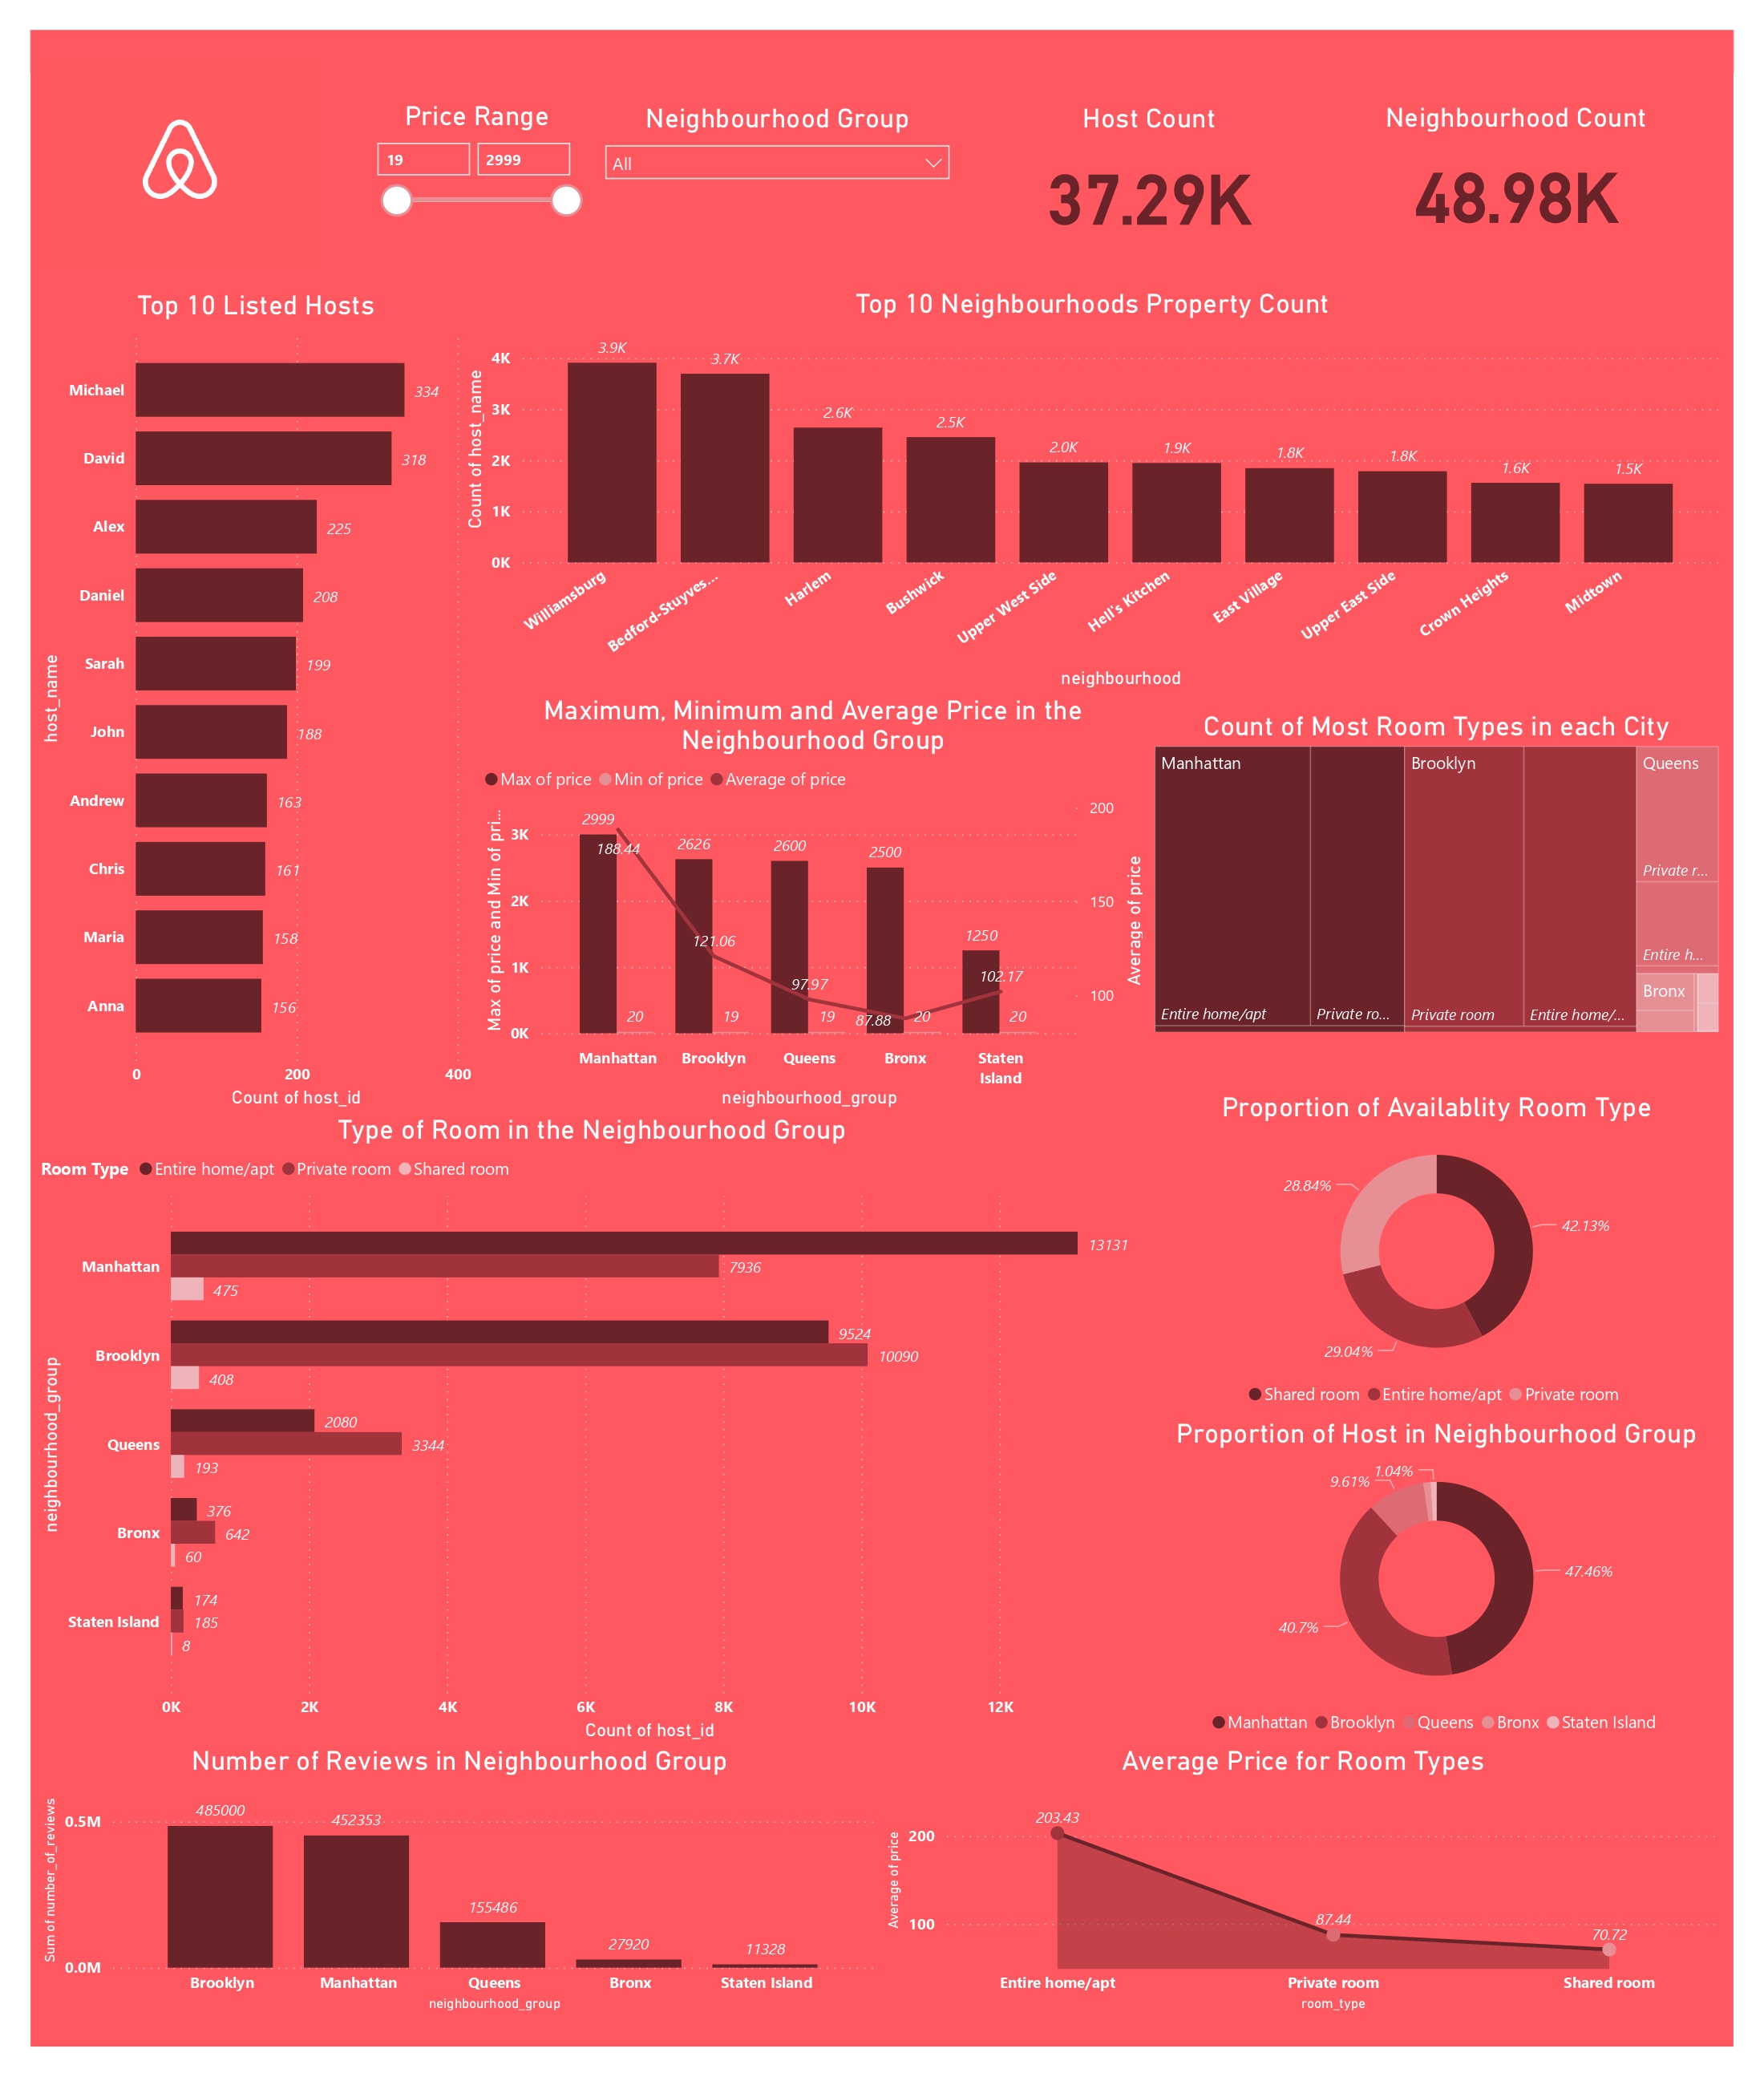 Price Range
19
2999
Neighbourhood Group
All
Host Count
37.29K
Neighbourhood Count
48.98K
Top 10 Listed Hosts
host_name
Michael
334
David
318
Alex
225
Daniel
208
Sarah
199
John
188
Andrew
163
Chris
161
Maria
158
Anna
156
0
200
400
Count of host_id
Top 10 Neighbourhoods Property Count
Count of host_name
4K
3K
2K
1K
0K
3.9K
3.7K
2.6K
2.5K
2.0K
1.9K
1.8K
1.8K
1.6K
1.5K
Williamsburg
Bedford-Stuyves...
Harlem
Bushwick
Upper West Side
Hell's Kitchen
East Village
Upper East Side
Crown Heights
Midtown
neighbourhood
Maximum, Minimum and Average Price in the
Neighbourhood Group
Max of price
Min of price
Average of price
Max of price and Min of pri...
3K
2K
1K
0K
2999
188.44
20
2626
121.06
19
2600
97.97
19
2500
87.88
20
1250
102.17
20
200
150
100
Average of price
Manhattan
Brooklyn
Queens
Bronx
Staten
Island
neighbourhood_group
Count of Most Room Types in each City
Manhattan
Entire home/apt
Private ro...
Brooklyn
Private room
Entire home/...
Queens
Private r...
Entire h...
Bronx
Type of Room in the Neighbourhood Group
Room Type
Entire home/apt
Private room
Shared room
neighbourhood_group
Manhattan
13131
7936
475
Brooklyn
9524
10090
408
Queens
2080
3344
193
Bronx
376
642
60
Staten Island
174
185
8
0K
2K
4K
6K
8K
10K
12K
Count of host_id
Proportion of Availablity Room Type
28.84%
42.13%
29.04%
Shared room
Entire home/apt
Private room
Proportion of Host in Neighbourhood Group
1.04%
9.61%
47.46%
40.7%
Manhattan
Brooklyn
Queens
Bronx
Staten Island
Number of Reviews in Neighbourhood Group
Sum of number_of_reviews
0.5M
0.0M
485000
452353
155486
27920
11328
Brooklyn
Manhattan
Queens
Bronx
Staten Island
neighbourhood_group
Average Price for Room Types
Average of price
200
100
203.43
87.44
70.72
Entire home/apt
Private room
Shared room
room_type